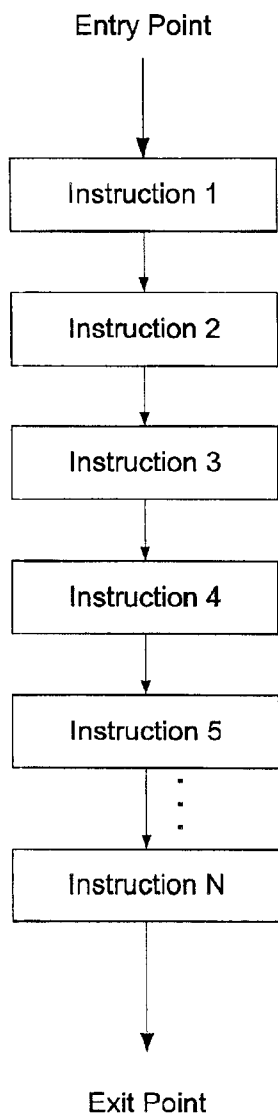 Entry Point
Instruction 1
Instruction 2
Instruction 3
Instruction 4
Instruction 5
Instruction N
Exit Point